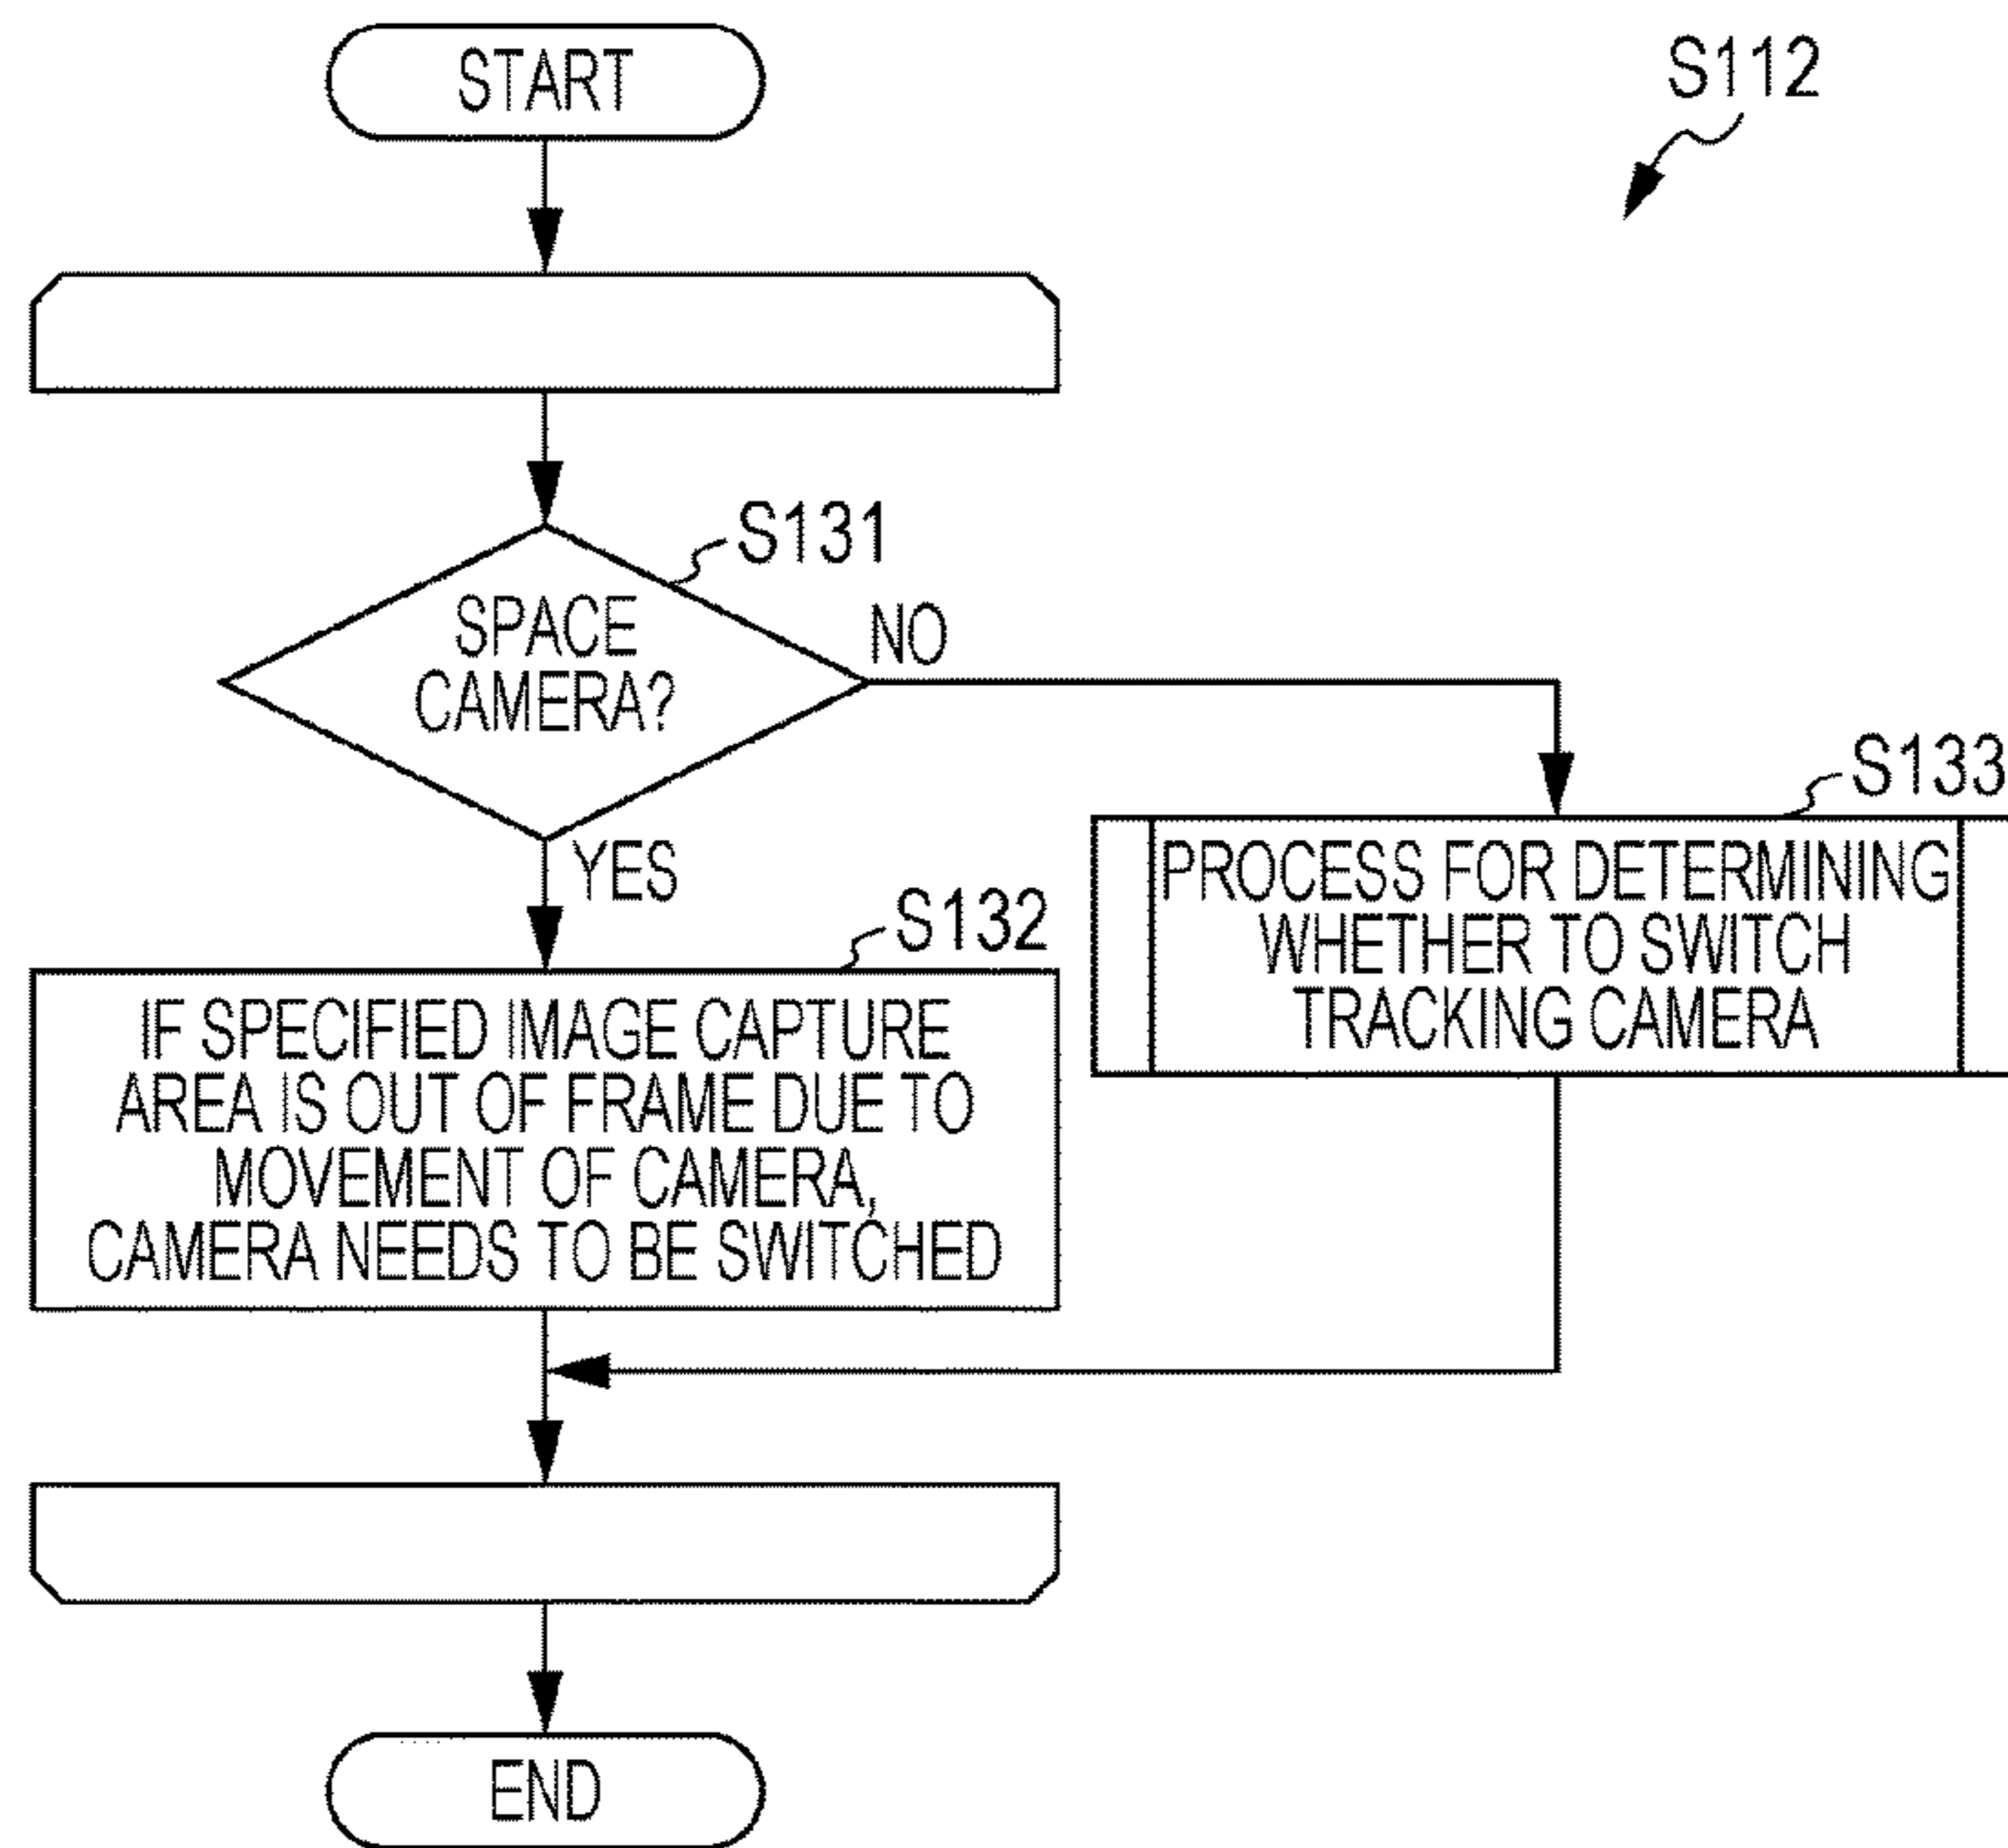 START
S112
S131
SPACE
CAMERA?
NO
YES
S133
PROCESS FOR DETERMINING
WHETHER TO SWITCH
TRACKING CAMERA
S132
IF SPECIFIED IMAGE CAPTURE
AREA IS OUT OF FRAME DUE TO
MOVEMENT OF CAMERA,
CAMERA NEEDS TO BE SWITCHED
END